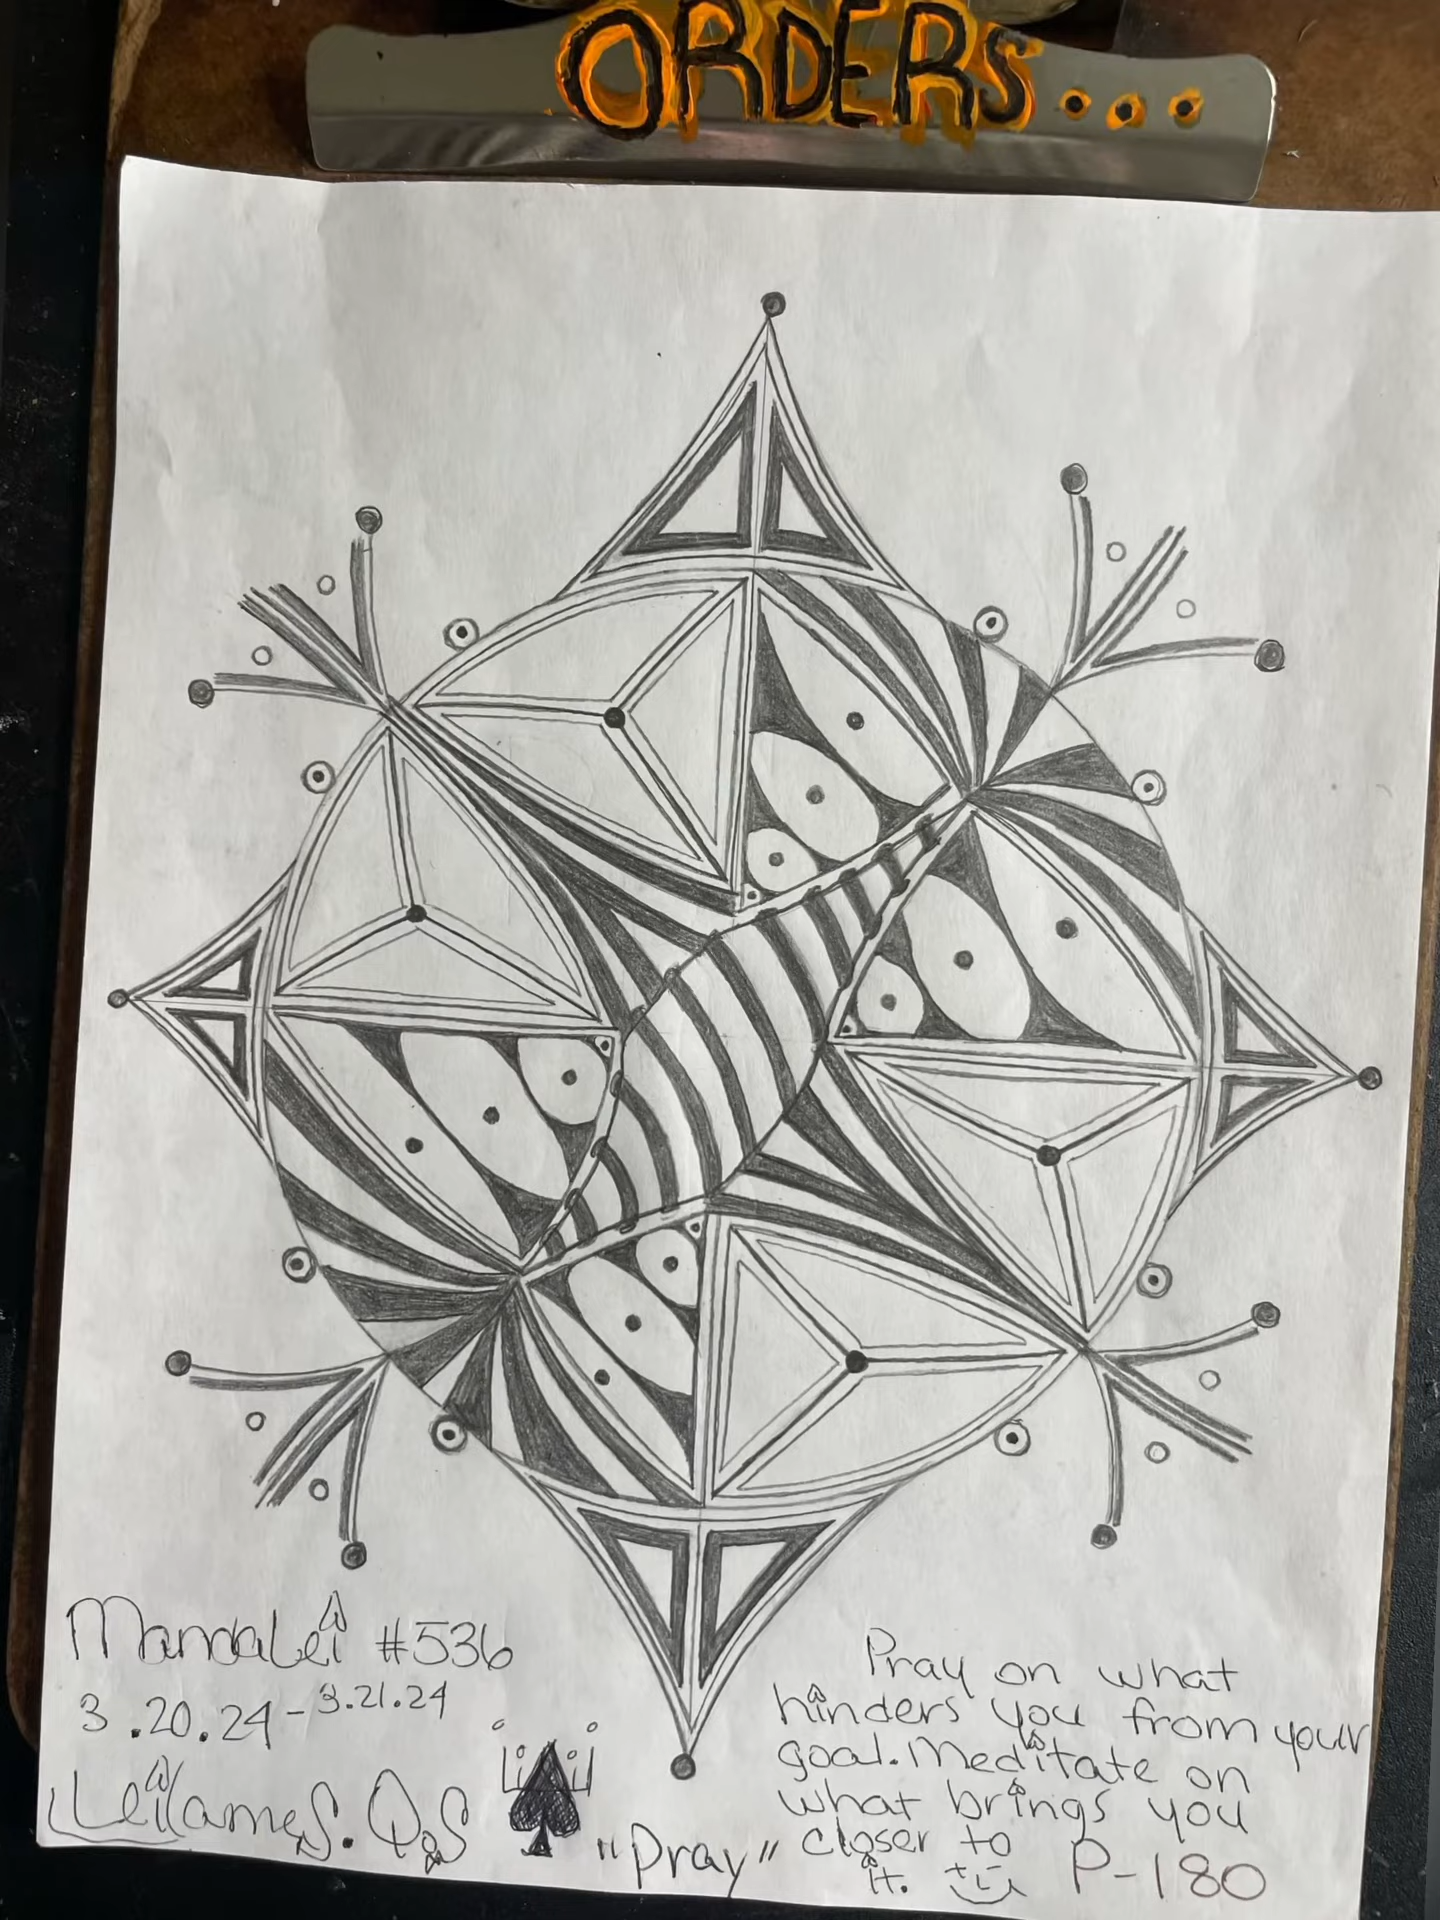 ORDERS...
MandaLei #536
3.20.24-3.21.24
"Pray"
Pray on what
hinders you from your
goal. Meditate on
what brings you
closer to
it.
P-180